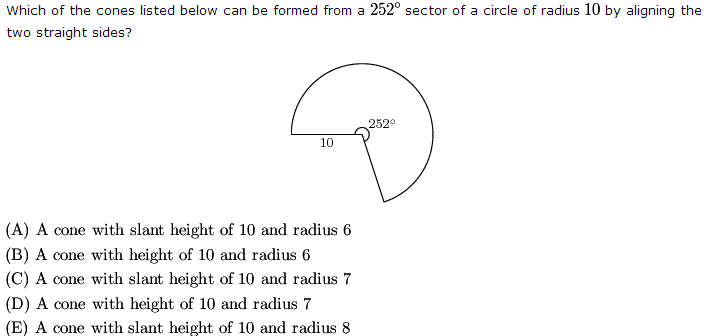 Which of the cones listed below can be formed from a 252° sector of a circle of radius 10 by aligning the
two straight sides?
252°
10
(A) A cone with slant height of 10 and radius 6
(B) A cone with height of 10 and radius 6
(C) A cone with slant height of 10 and radius 7
(D) A cone with height of 10 and radius 7
(E) A cone with slant height of 10 and radius 8